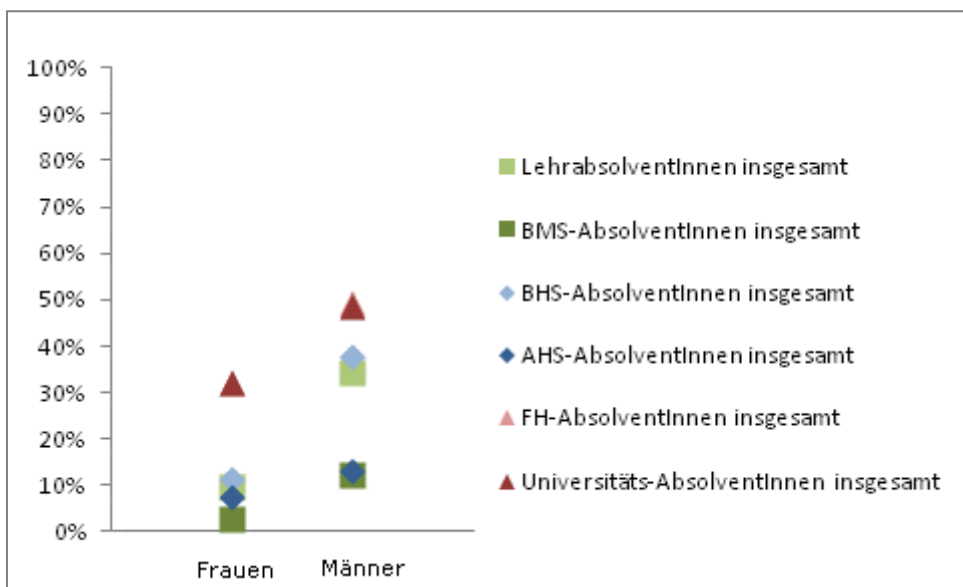 100%
90%
80%
70%
60%
50%
40%
30%
20%
10%
0%
Frauen Männer
LehrabsolventInnen insgesamt
BMS-AbsolventInnen insgesamt
BHS-AbsolventInnen insgesamt
AHS-AbsolventInnen insgesamt
FH-AbsolventInnen insgesamt
Universitäts-AbsolventInnen insgesamt